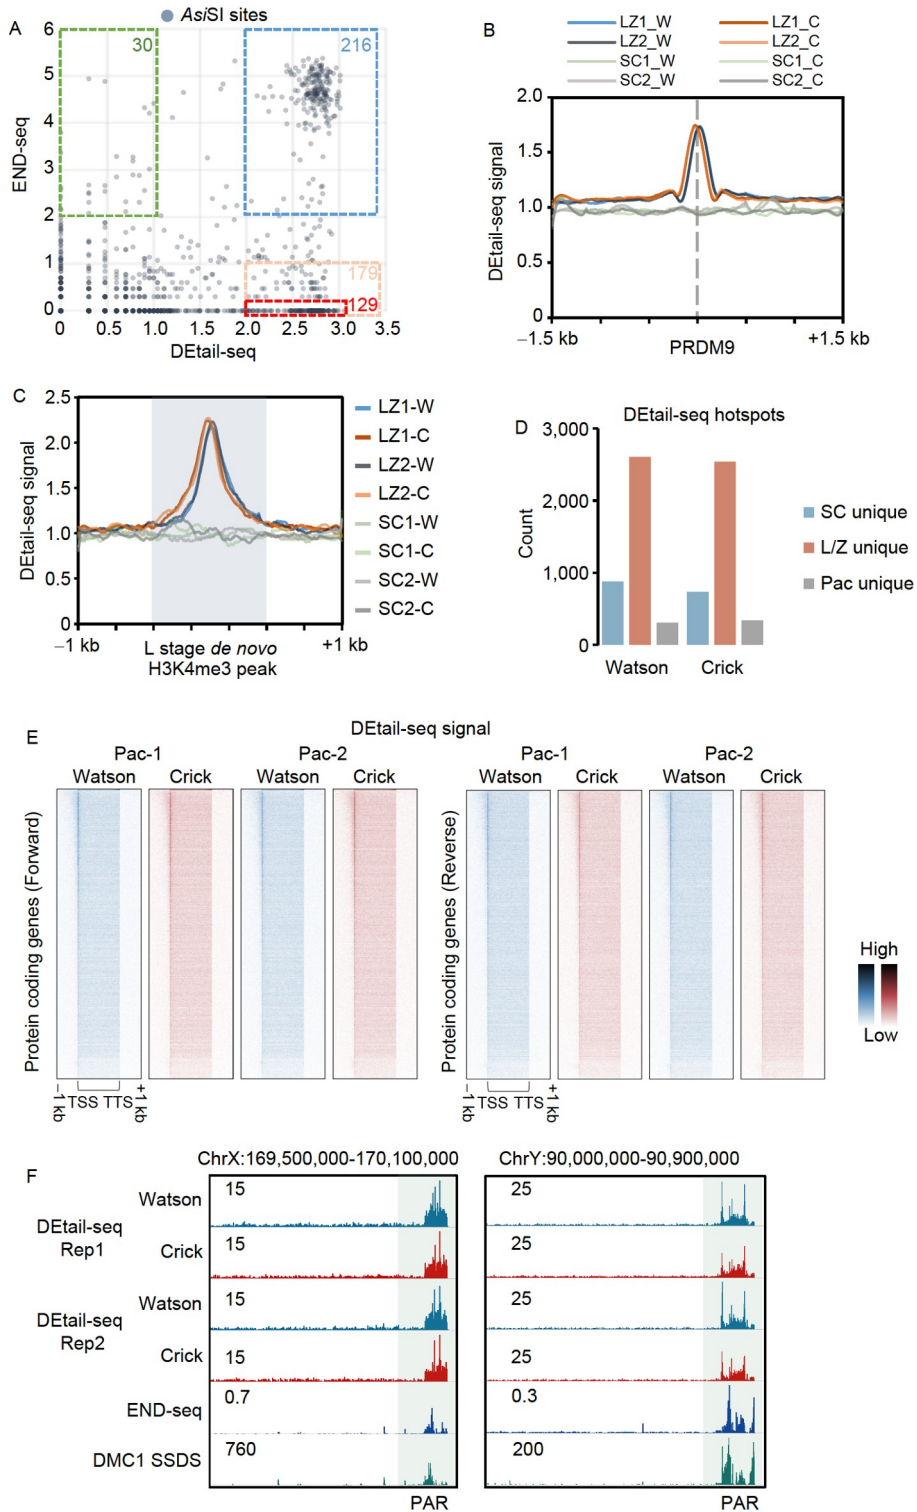 A
AsiSI sites
END-seq
6
5
4
3
2
1
0
30
216
179
129
0 0.5 1.0 1.5 2.0 2.5 3.0 3.5
DEtail-seq
B
LZ1_W LZ1_C
LZ2_W LZ2_C
SC1_W SC1_C
SC2_W SC2_C
DEtail-seq signal
2.0
1.5
1.0
0.5
0
−1.5 kb PRDM9 +1.5 kb
C
DEtail-seq signal
2.5
2.0
1.5
1.0
0.5
0
−1 kb L stage de novo +1 kb
H3K4me3 peak
LZ1-W
LZ1-C
LZ2-W
LZ2-C
SC1-W
SC1-C
SC2-W
SC2-C
D
DEtail-seq hotspots
Count
3,000
2,000
1,000
0
Watson Crick
SC unique
L/Z unique
Pac unique
E
DEtail-seq signal
Pac-1 Pac-2 Pac-1 Pac-2
Watson Crick Watson Crick Watson Crick Watson Crick
Protein coding genes (Forward)
Protein coding genes (Reverse)
−1 kb TSS TTS +1 kb
−1 kb TSS TTS +1 kb
High
Low
F
ChrX:169,500,000-170,100,000 ChrY:90,000,000-90,900,000
DEtail-seq
Rep1
Watson 15 25
Crick 15 25
DEtail-seq
Rep2
Watson 15 25
Crick 15 25
END-seq 0.7 0.3
DMC1 SSDS 760 200
PAR PAR